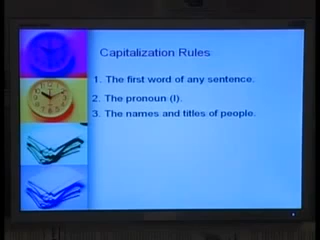 Capitalization Rules
1. The first word of any sentence.
2. The pronoun (I).
3. The names and titles of people.